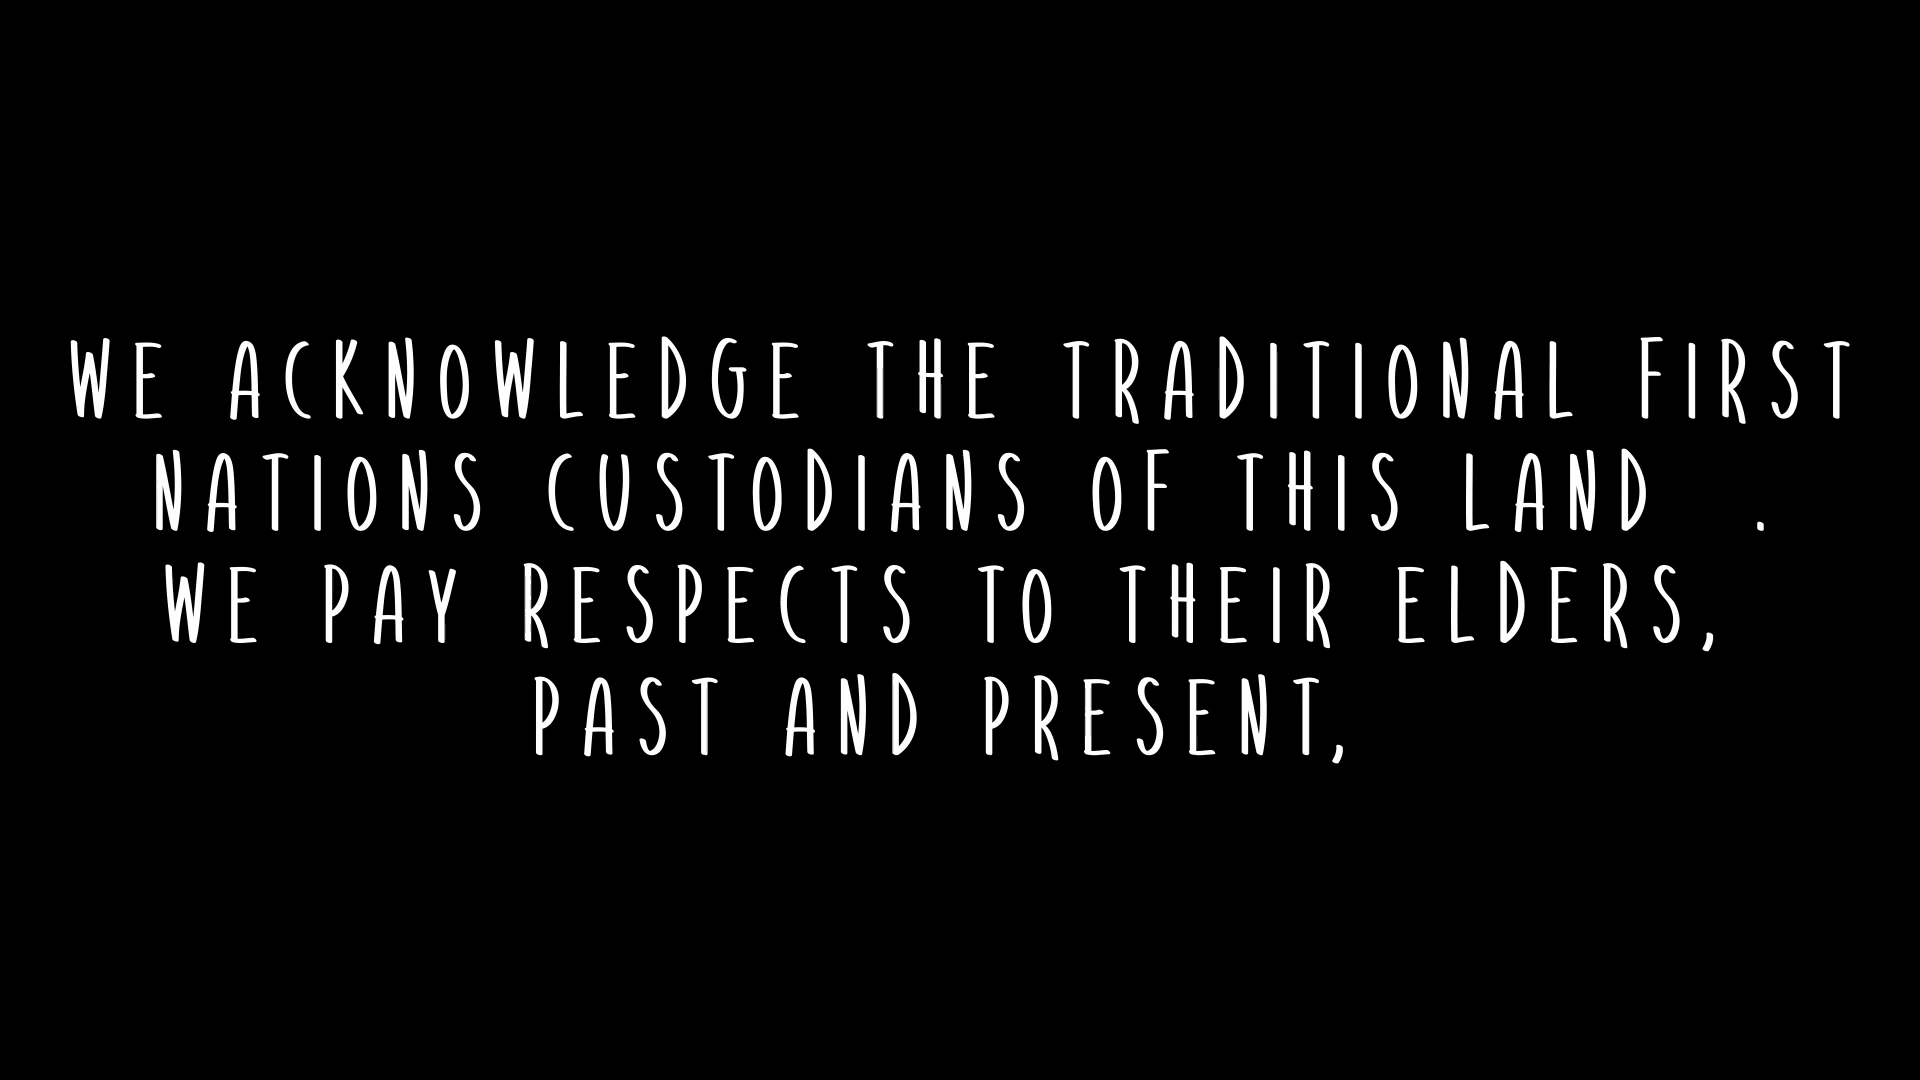 WE ACKNOWLEDGE THE TRADITIONAL FIRST
NATIONS CUSTODIANS OF THIS LAND .
WE PAY RESPECTS TO THEIR ELDERS,
PAST AND PRESENT,